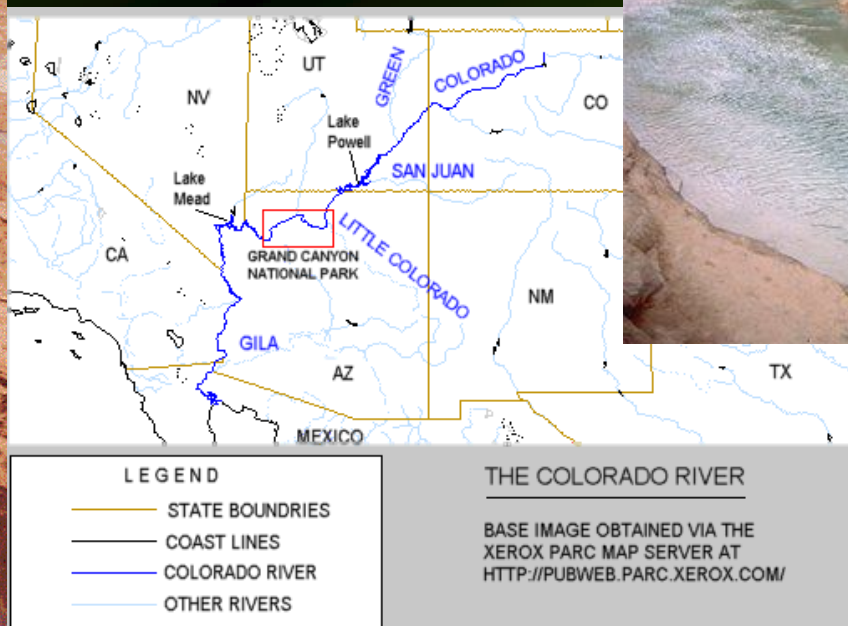 UT
GREEN
COLORADO
NV
CO
Lake
Powell
SAN JUAN
Lake
Mead
LITTLE COLORADO
CA
GRAND CANYON
NATIONAL PARK
NM
GILA
AZ
TX
MEXICO
LEGEND
STATE BOUNDRIES
COAST LINES
COLORADO RIVER
OTHER RIVERS
THE COLORADO RIVER
BASE IMAGE OBTAINED VIA THE
XEROX PARC MAP SERVER AT
HTTP://PUBWEB.PARC.XEROX.COM/